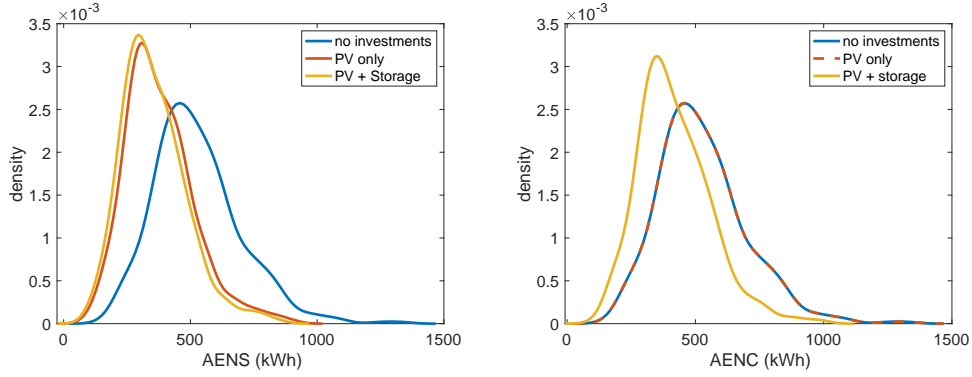 ×10⁻³
3.5
3
2.5
2
1.5
1
0.5
0
density
0
500
1000
1500
AENS (kWh)
no investments
PV only
PV + Storage
×10⁻³
3.5
3
2.5
2
1.5
1
0.5
0
density
0
500
1000
1500
AENC (kWh)
no investments
PV only
PV + storage